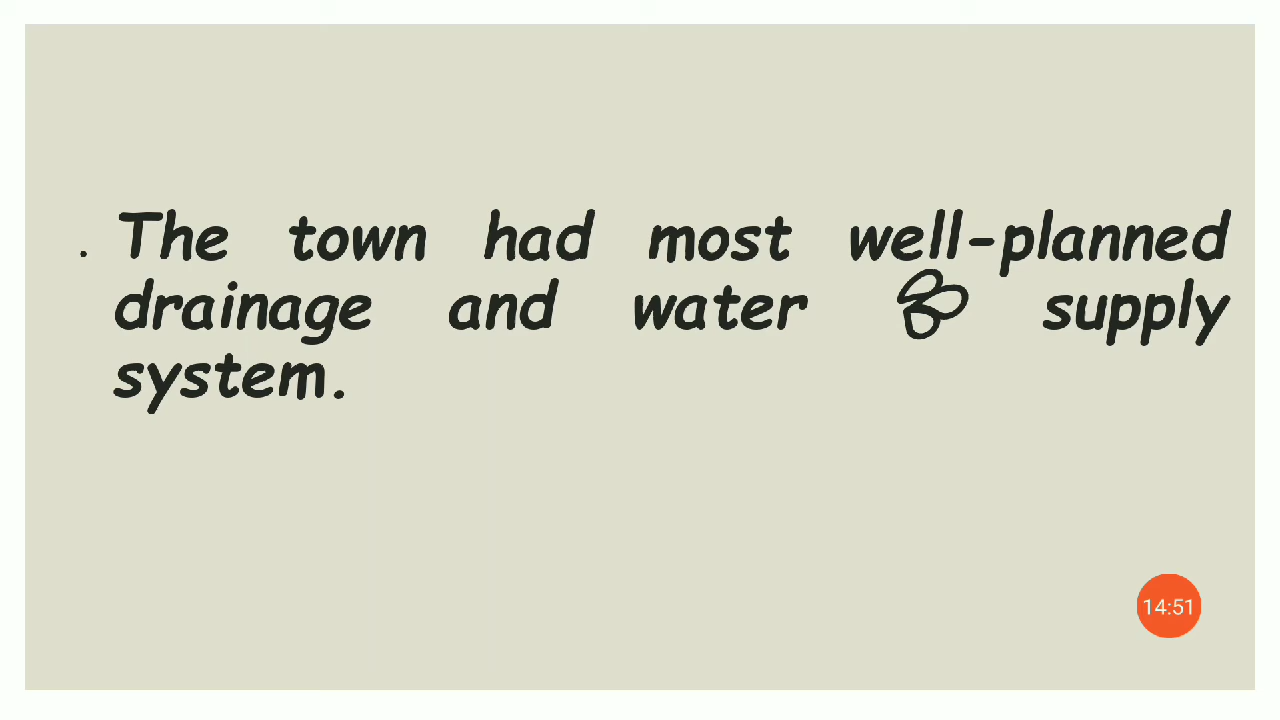 . The town had most well-planned
drainage and water 💦 supply
system.
14:51